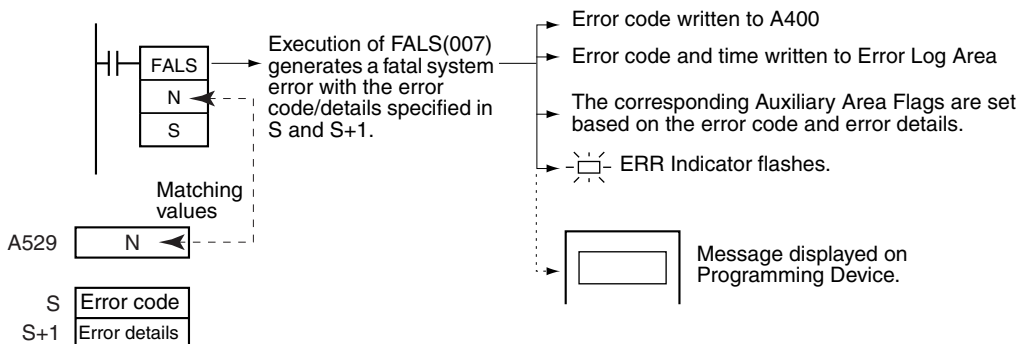 FALS
N
S
Execution of FALS(007)
generates a fatal system
error with the error
code/details specified in
S and S+1.
Error code written to A400
Error code and time written to Error Log Area
The corresponding Auxiliary Area Flags are set
based on the error code and error details.
ERR Indicator flashes.
Message displayed on
Programming Device.
Matching
values
A529 N
S Error code
S+1 Error details